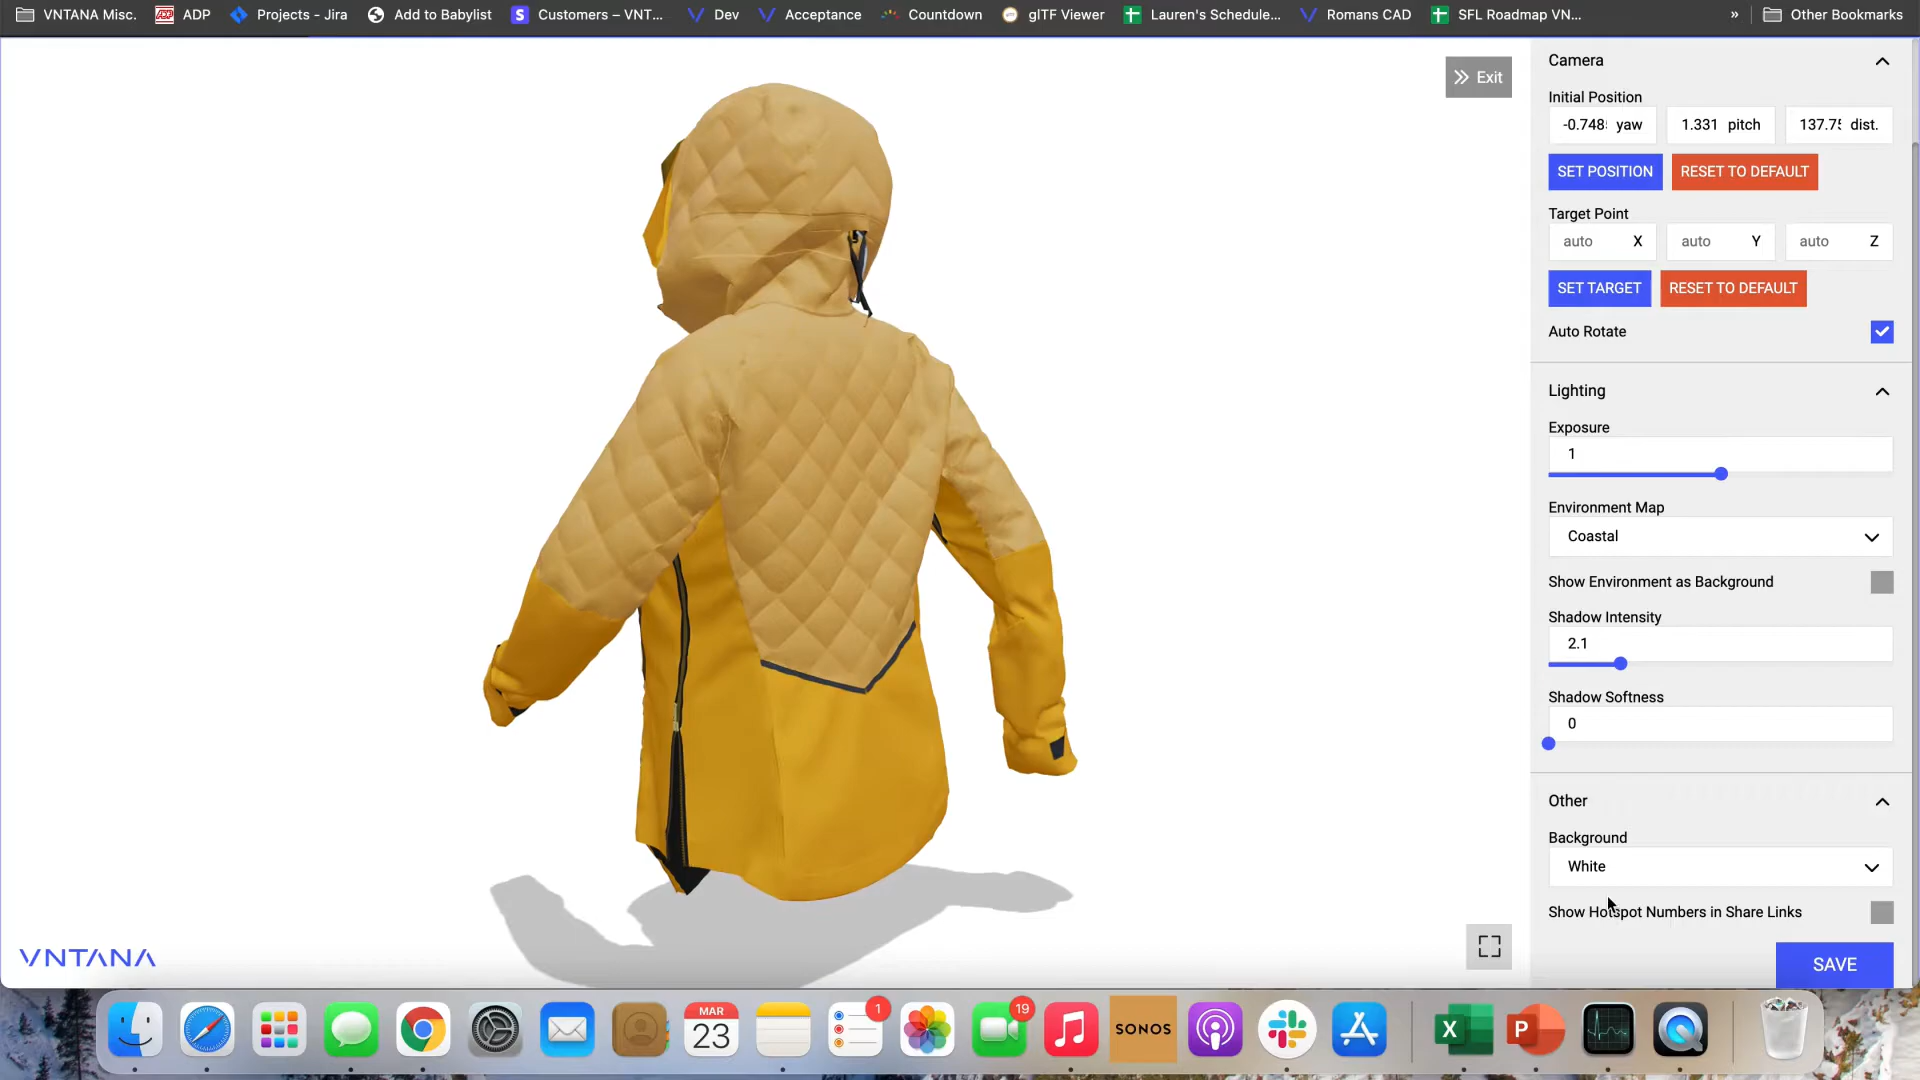 VNTANA Misc. ADP Projects - Jira Add to Babylist S Customers – VNT... Dev Acceptance Countdown glTF Viewer Lauren's Schedule... Romans CAD SFL Roadmap VN... » Other Bookmarks
Exit
Camera
Initial Position
-0.748 yaw 1.331 pitch 137.75 dist.
SET POSITION RESET TO DEFAULT
Target Point
auto X auto Y auto Z
SET TARGET RESET TO DEFAULT
Auto Rotate
Lighting
Exposure
1
Environment Map
Coastal
Show Environment as Background
Shadow Intensity
2.1
Shadow Softness
0
Other
Background
White
Show Hotspot Numbers in Share Links
SAVE
VNTANA
MAR
23
1
19
SONOS
X
P